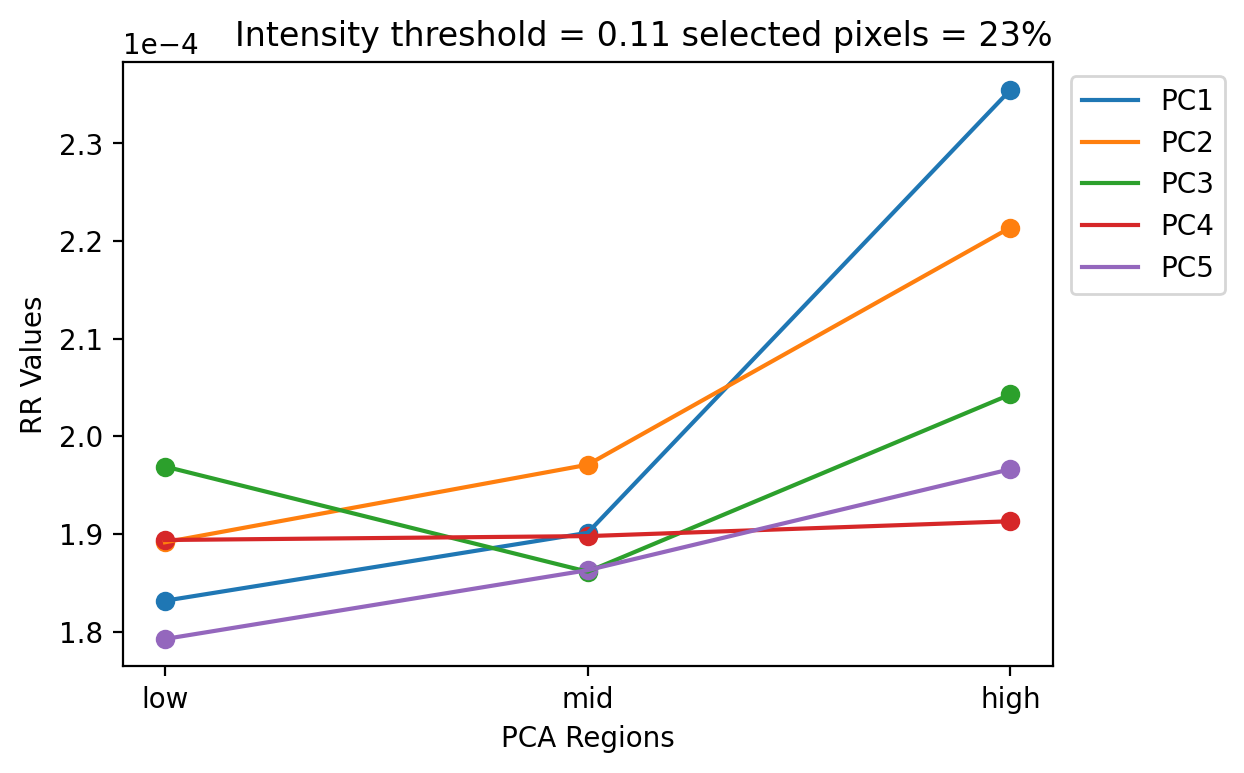 Intensity threshold = 0.11 selected pixels = 23%
1e−4
2.3
2.2
2.1
2.0
1.9
1.8
RR Values
low
mid
high
PCA Regions
PC1
PC2
PC3
PC4
PC5